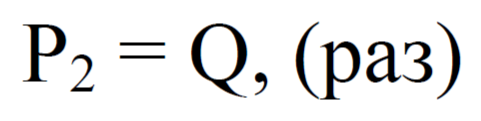 P₂ = Q, (раз)